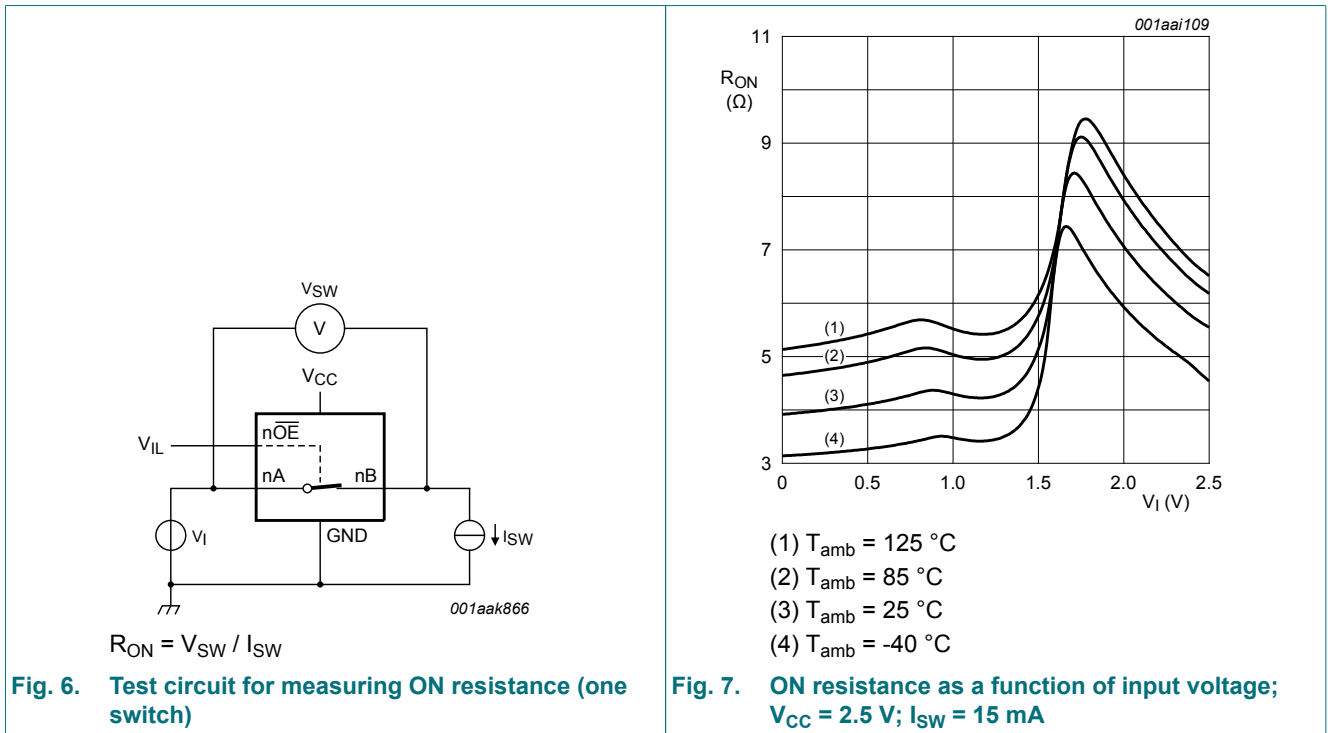 VSW
V
VCC
VIL
nOE
nA
nB
VI
GND
ISW
001aak866
RON = VSW / ISW
Fig. 6. Test circuit for measuring ON resistance (one
switch)
001aai109
11
RON
(Ω)
9
7
5
3
(1)
(2)
(3)
(4)
0 0.5 1.0 1.5 2.0 2.5
VI (V)
(1) Tamb = 125 °C
(2) Tamb = 85 °C
(3) Tamb = 25 °C
(4) Tamb = -40 °C
Fig. 7. ON resistance as a function of input voltage;
VCC = 2.5 V; ISW = 15 mA